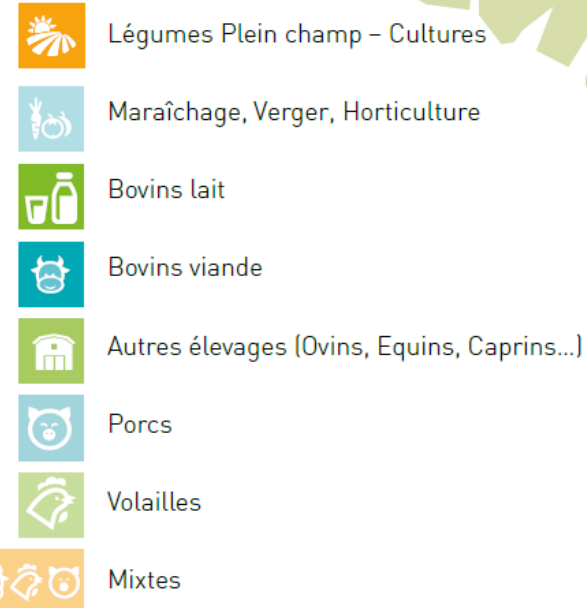 Légumes Plein champ – Cultures
Maraîchage, Verger, Horticulture
Bovins lait
Bovins viande
Autres élevages (Ovins, Equins, Caprins...)
Porcs
Volailles
Mixtes